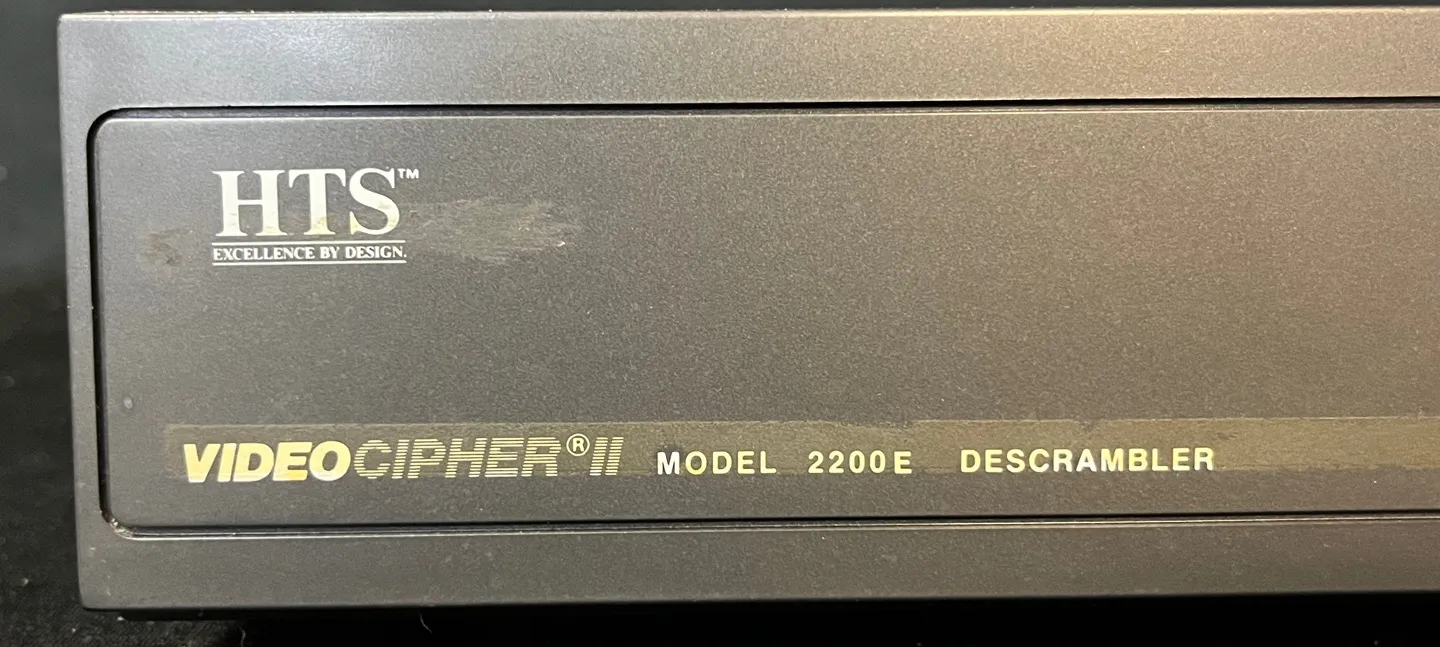 HTS™
EXCELLENCE BY DESIGN.
VIDEOCIPHER®II MODEL 2200E DESCRAMBLER